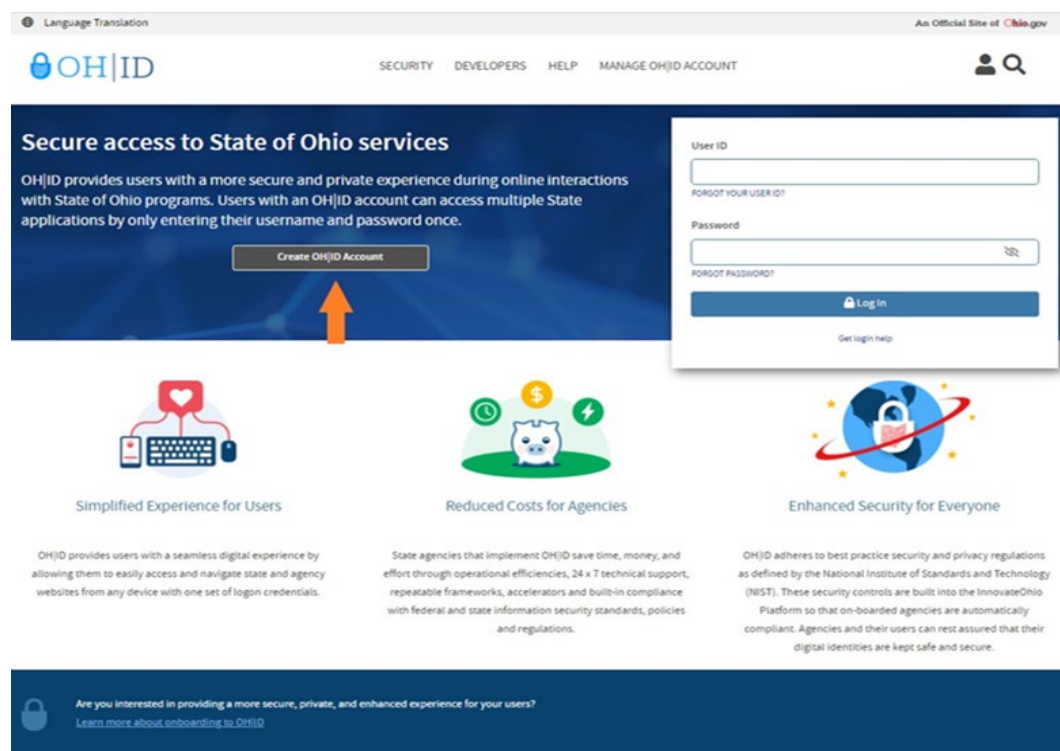 Language Translation
An Official Site of Ohio.gov
OH|ID
SECURITY DEVELOPERS HELP MANAGE OH|ID ACCOUNT
Secure access to State of Ohio services
OH|ID provides users with a more secure and private experience during online interactions
with State of Ohio programs. Users with an OH|ID account can access multiple State
applications by only entering their username and password once.
Create OH|ID Account
User ID
FORGOT YOUR USER ID?
Password
FORGOT PASSWORD?
Log In
Get login help
$
Simplified Experience for Users
OH|ID provides users with a seamless digital experience by
allowing them to easily access and navigate state and agency
websites from any device with one set of logon credentials.
Reduced Costs for Agencies
State agencies that implement OH|ID save time, money, and
effort through operational efficiencies, 24 x 7 technical support,
repeatable frameworks, accelerators and built-in compliance
with federal and state information security standards, policies
and regulations.
Enhanced Security for Everyone
OH|ID adheres to best practice security and privacy regulations
as defined by the National Institute of Standards and Technology
(NIST). These security controls are built into the InnovateOhio
Platform so that on-boarded agencies are automatically
compliant. Agencies and their users can rest assured that their
digital identities are kept safe and secure.
Are you interested in providing a more secure, private, and enhanced experience for your users?
Learn more about onboarding to OH|ID